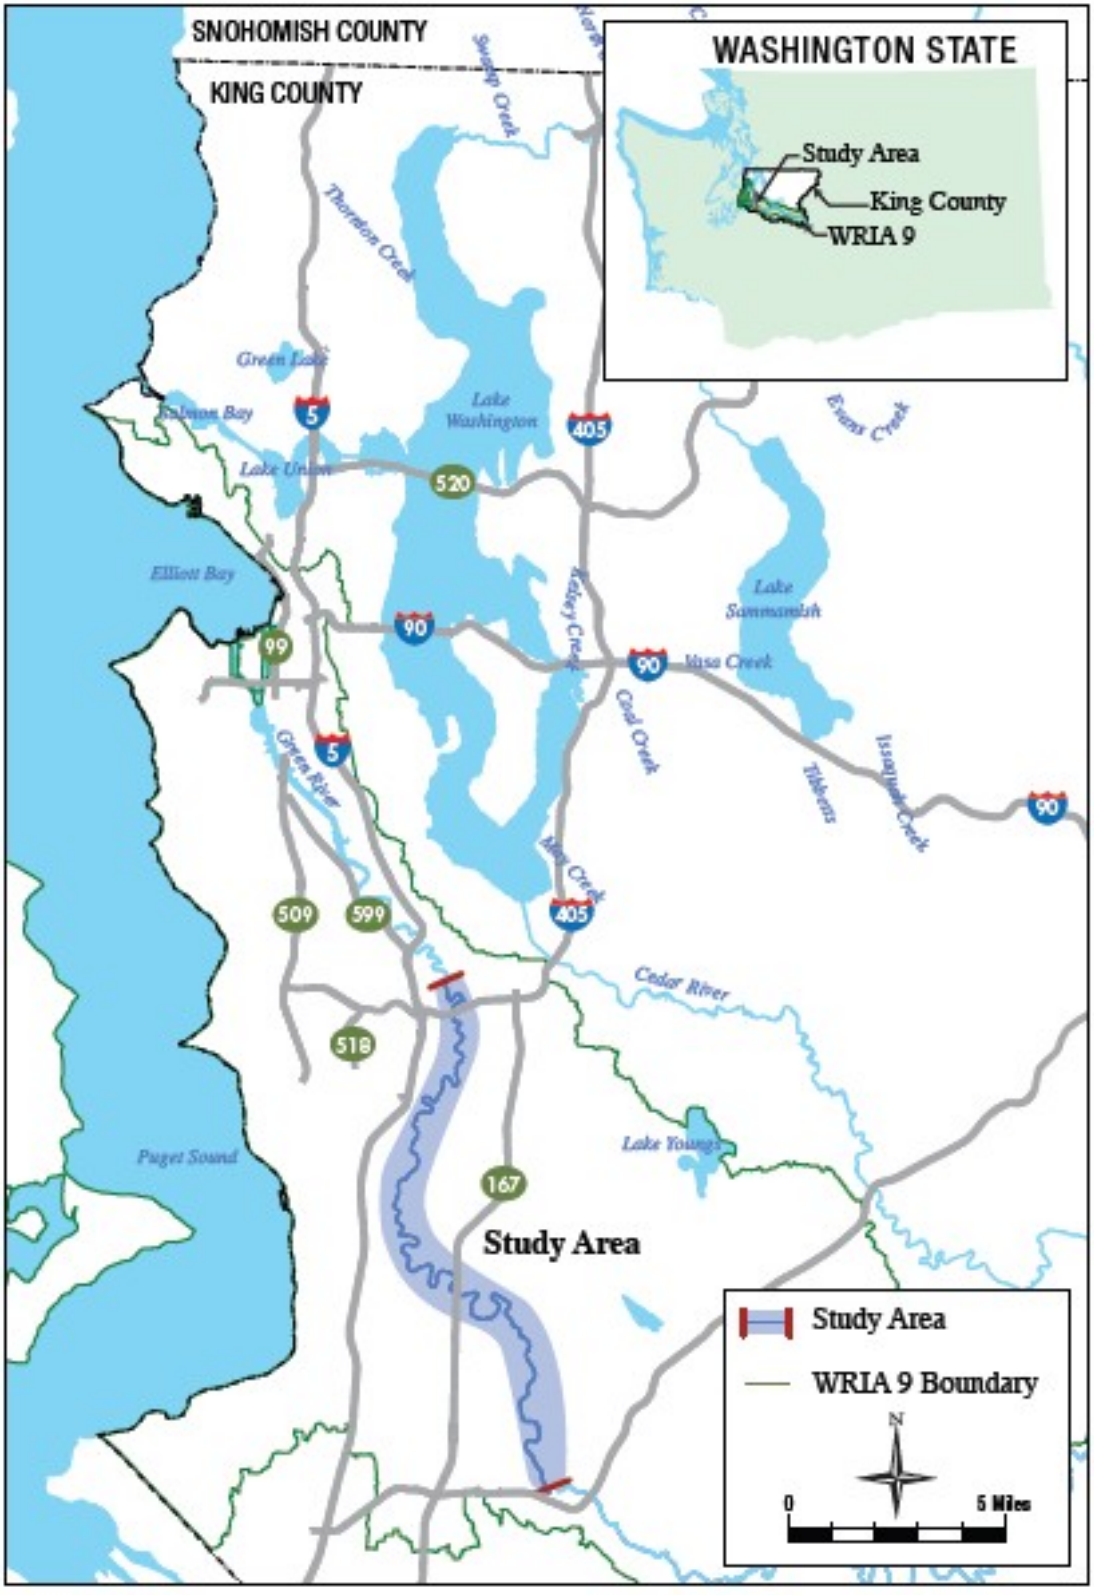 SNOHOMISH COUNTY
KING COUNTY
Swamp Creek
North
C
WASHINGTON STATE
Study Area
King County
WRIA 9
Thornton Creek
Green Lake
Salmon Bay
5
Lake
Washington
405
Evans Creek
Lake Union
520
Elliott Bay
Kelsey Creek
Lake
Sammamish
99
90
90
Vasa Creek
Coal Creek
Green River
5
Tibbetts
Issaquah Creek
90
May Creek
509
599
405
Cedar River
518
Lake Youngs
Puget Sound
167
Study Area
Study Area
WRIA 9 Boundary
N
0
5 Miles